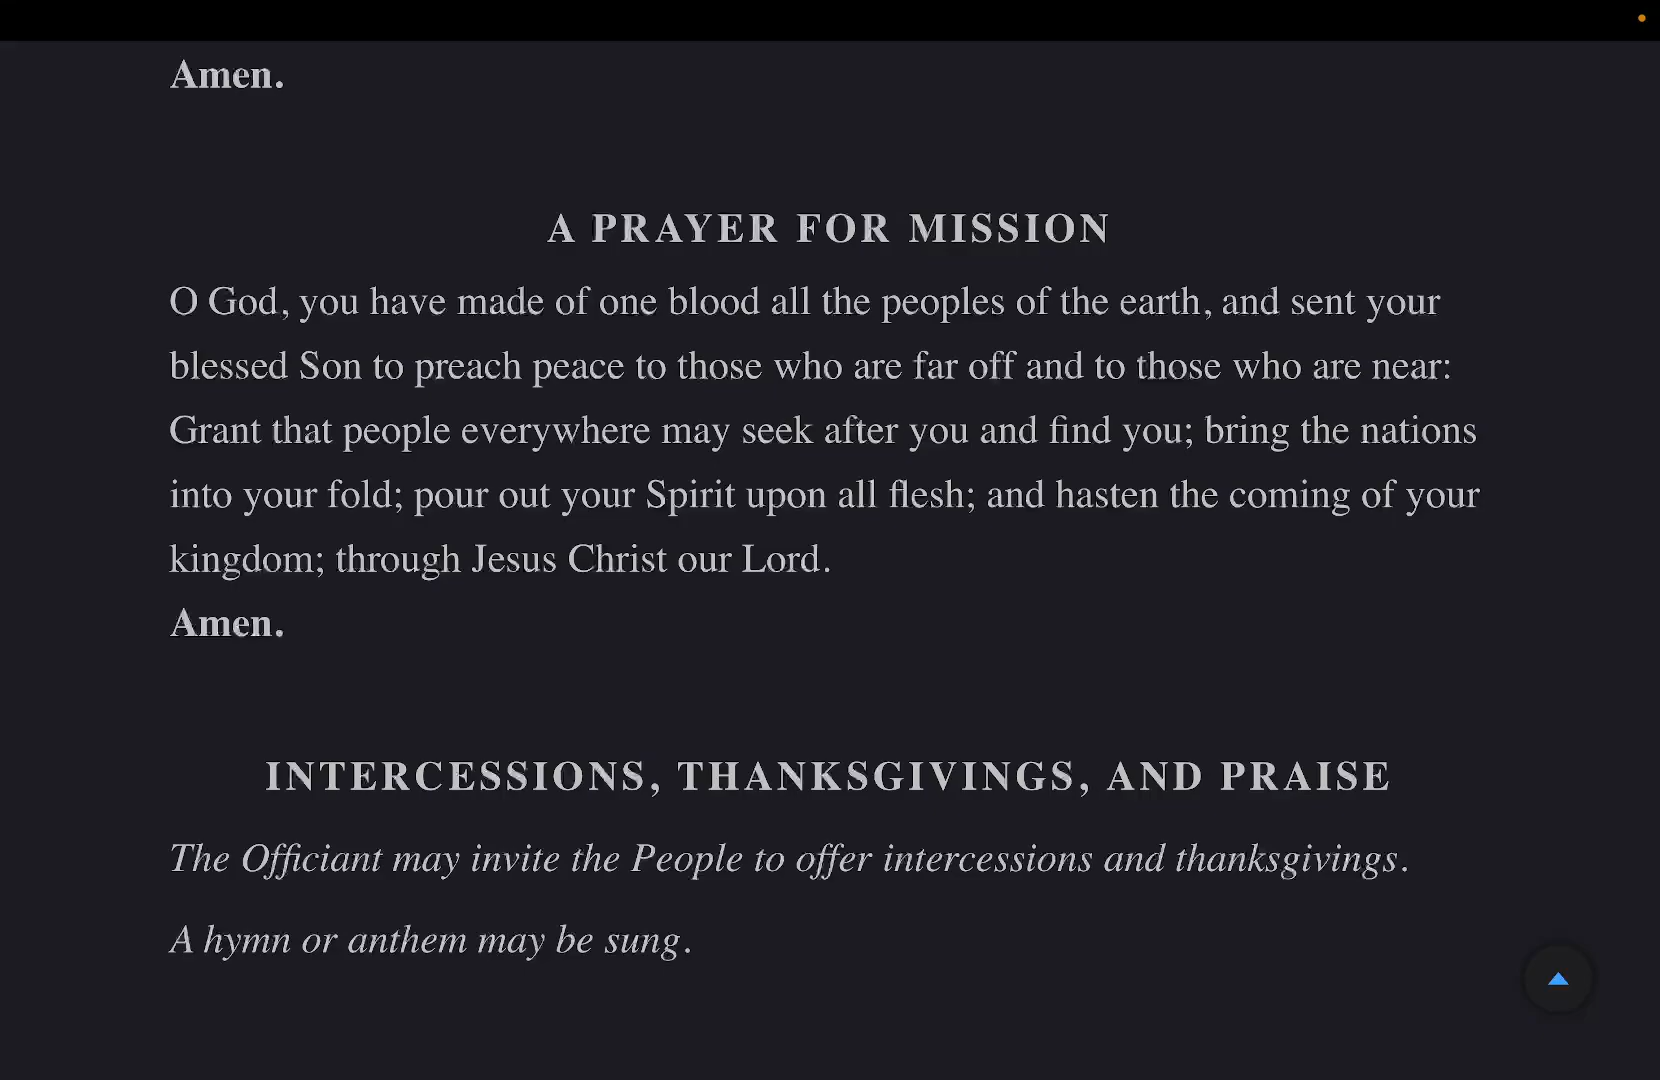 Amen.
A PRAYER FOR MISSION
O God, you have made of one blood all the peoples of the earth, and sent your
blessed Son to preach peace to those who are far off and to those who are near:
Grant that people everywhere may seek after you and find you; bring the nations
into your fold; pour out your Spirit upon all flesh; and hasten the coming of your
kingdom; through Jesus Christ our Lord.
Amen.
INTERCESSIONS, THANKSGIVINGS, AND PRAISE
The Officiant may invite the People to offer intercessions and thanksgivings.
A hymn or anthem may be sung.